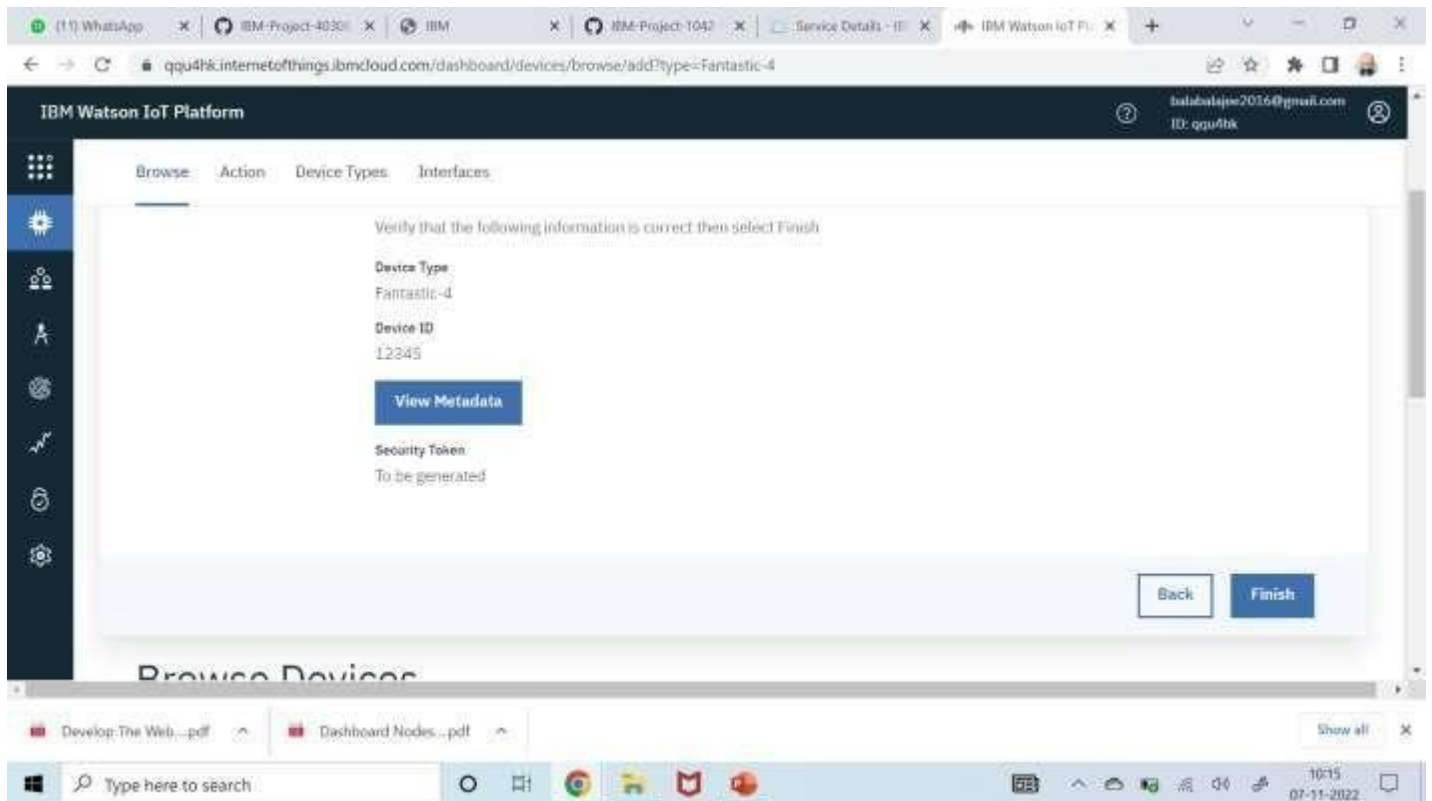 (11) WhatsApp
IBM
IBM-Project-1042
Service Details - IB
IBM Watson IoT Pl
qqu4hk.internetofthings.ibmcloud.com/dashboard/devices/browse/add?type=Fantastic-4
IBM Watson IoT Platform
balabalajee2016@gmail.com
ID: qqu4hk
Browse Action Device Types Interfaces
Verify that the following information is correct then select Finish
Device Type
Fantastic-4
Device ID
12345
View Metadata
Security Token
To be generated
Back Finish
Browse Devices
Develop The Web....pdf
Dashboard Nodes....pdf
Show all
Type here to search
10:15
07-11-2022